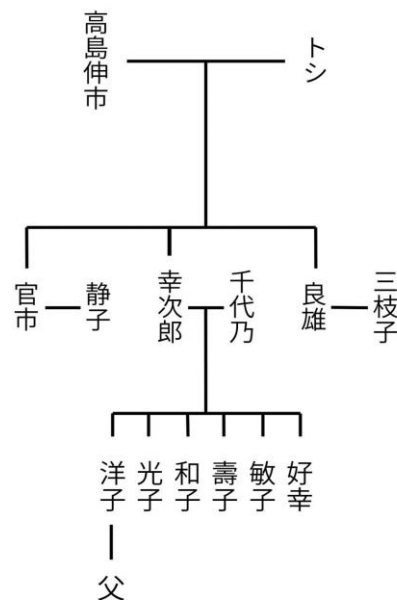 高島伸市
トシ
官市
静子
幸次郎
千代乃
良雄
三枝子
洋子
光子
和子
壽子
敏子
好幸
父